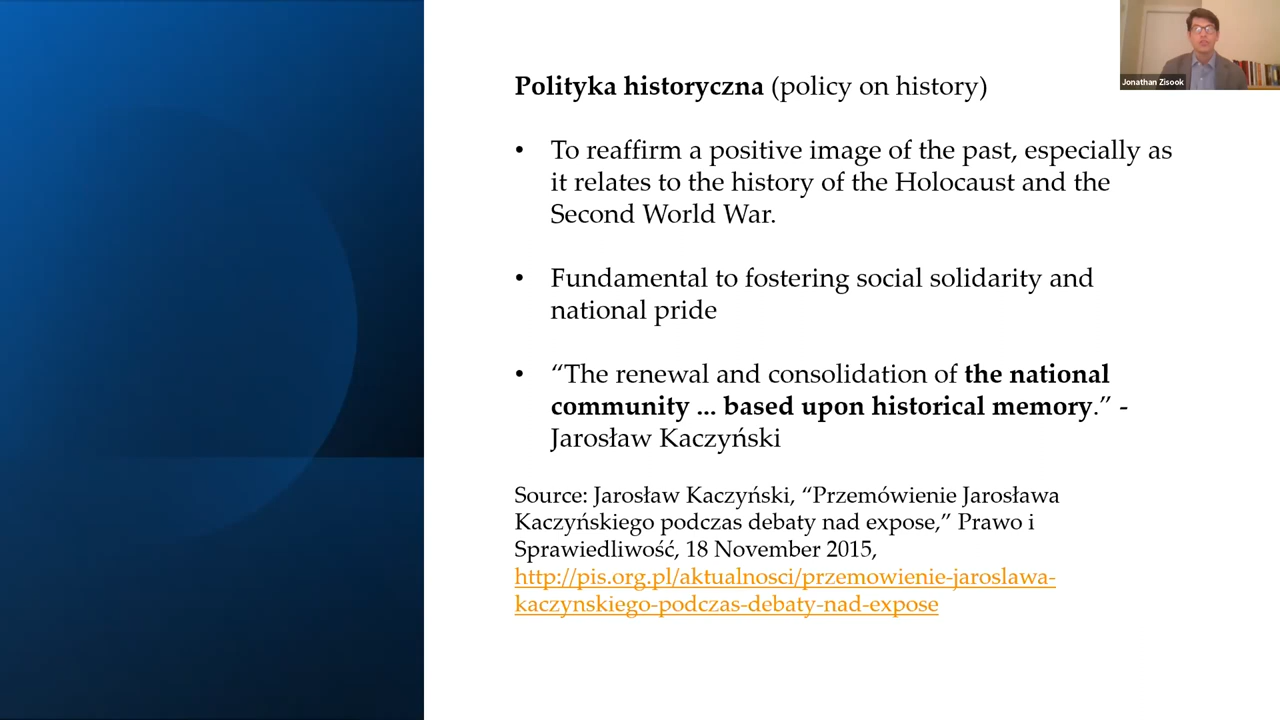 Polityka historyczna (policy on history)
Jonathan Zisook
• To reaffirm a positive image of the past, especially as
it relates to the history of the Holocaust and the
Second World War.
• Fundamental to fostering social solidarity and
national pride
• “The renewal and consolidation of the national
community ... based upon historical memory.” -
Jarosław Kaczyński
Source: Jarosław Kaczyński, “Przemówienie Jarosława
Kaczyńskiego podczas debaty nad expose,” Prawo i
Sprawiedliwość, 18 November 2015,
http://pis.org.pl/aktualnosci/przemowienie-jaroslawa-
kaczynskiego-podczas-debaty-nad-expose